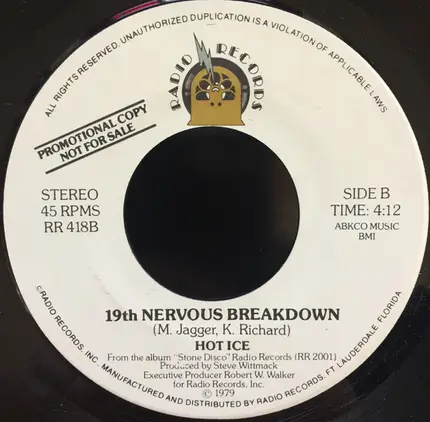 ALL RIGHTS RESERVED. UNAUTHORIZED DUPLICATION IS A VIOLATION OF APPLICABLE LAWS
RADIO RECORDS
PROMOTIONAL COPY
NOT FOR SALE
STEREO
45 RPMS
RR 418B
SIDE B
TIME: 4:12
ABKCO MUSIC
BMI
19th NERVOUS BREAKDOWN
(M. Jagger, K. Richard)
HOT ICE
From the album "Stone Disco" Radio Records (RR 2001)
Produced by Steve Wittmack
Executive Producer Robert W. Walker
for Radio Records, Inc.
© 1979
©RADIO RECORDS, INC. MANUFACTURED AND DISTRIBUTED BY RADIO RECORDS, FT. LAUDERDALE, FLORIDA